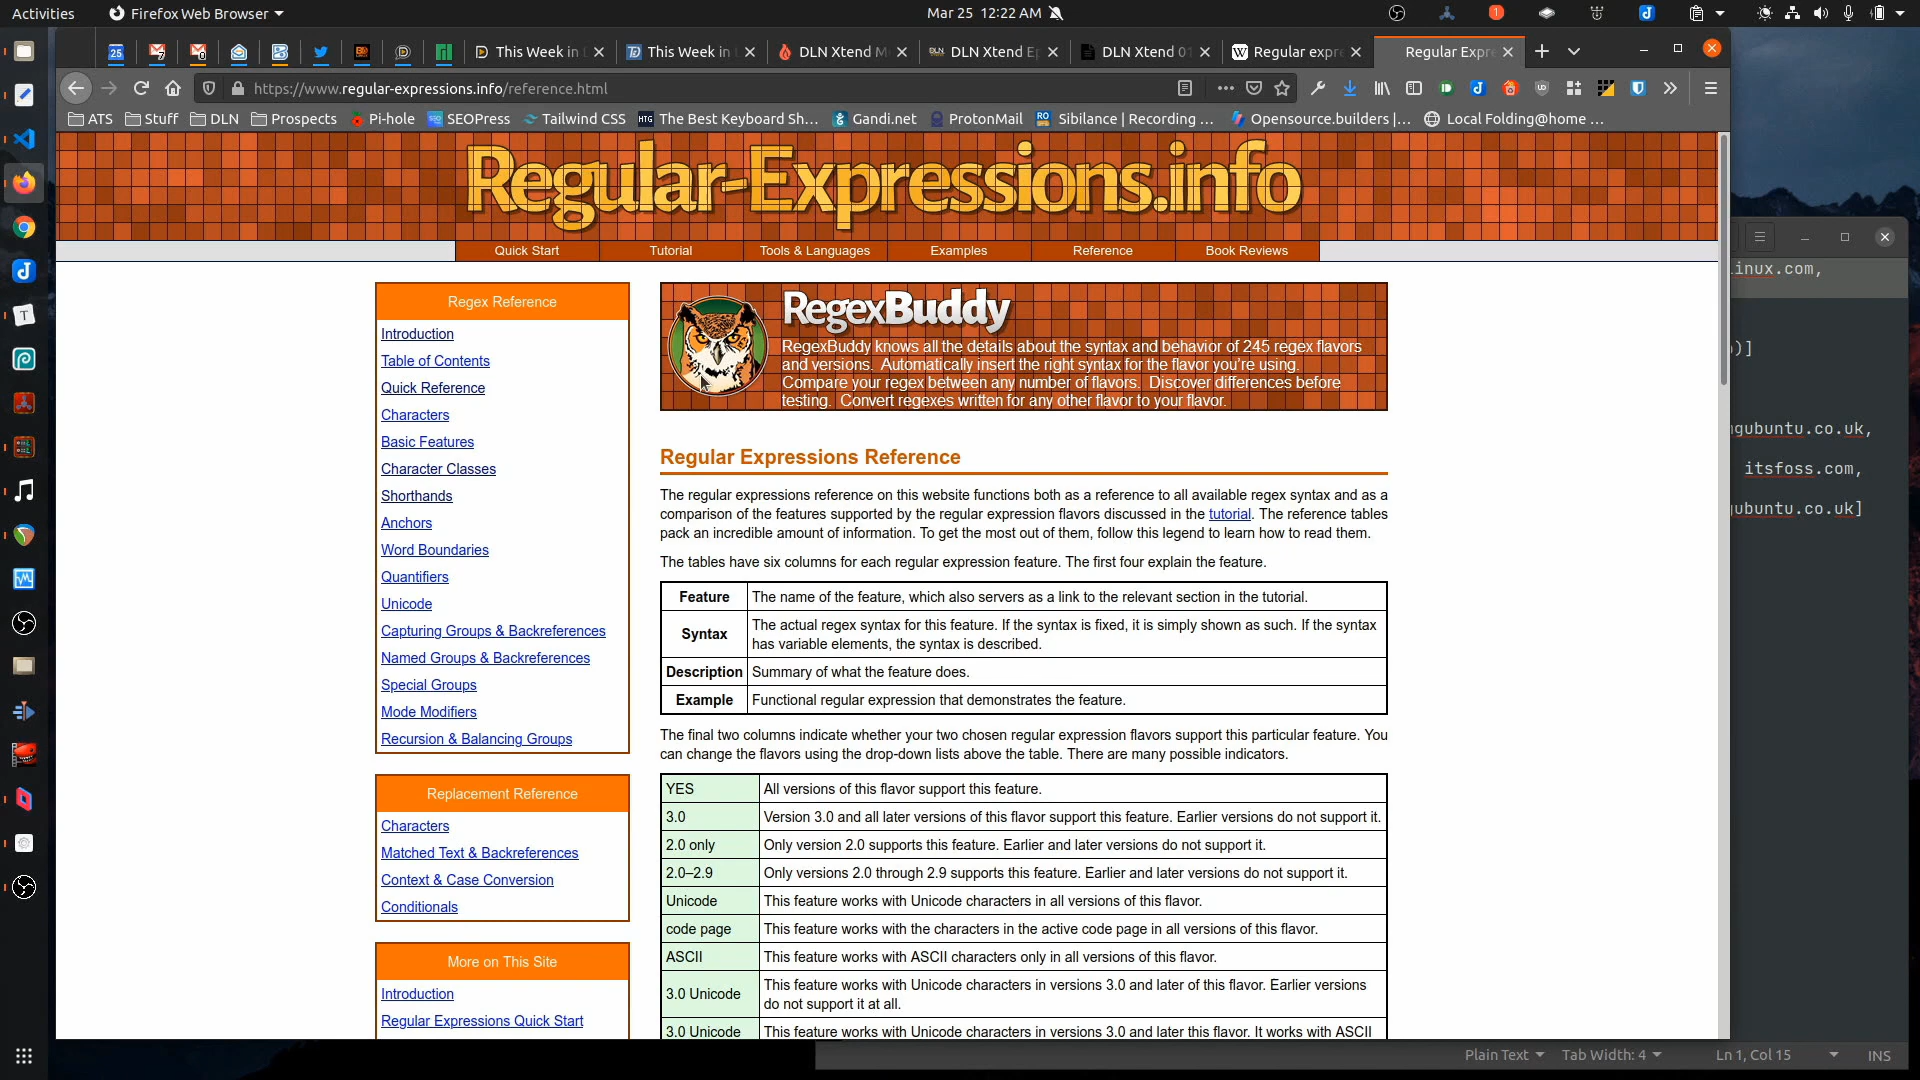 Activities
Firefox Web Browser
Mar 25 12:22 AM
25
This Week in
This Week in
DLN Xtend
DLN Xtend
DLN Xtend
Regular expre
Regular Expre
https://www.regular-expressions.info/reference.html
ATS
Stuff
DLN
Prospects
Pi-hole
SEOPress
Tailwind CSS
The Best Keyboard Sh...
Gandi.net
ProtonMail
Sibilance | Recording ...
Opensource.builders |...
Local Folding@home ...
Regular-Expressions.info
Quick Start
Tutorial
Tools & Languages
Examples
Reference
Book Reviews
Regex Reference
Introduction
Table of Contents
Quick Reference
Characters
Basic Features
Character Classes
Shorthands
Anchors
Word Boundaries
Quantifiers
Unicode
Capturing Groups & Backreferences
Named Groups & Backreferences
Special Groups
Mode Modifiers
Recursion & Balancing Groups
Replacement Reference
Characters
Matched Text & Backreferences
Context & Case Conversion
Conditionals
More on This Site
Introduction
Regular Expressions Quick Start
RegexBuddy
RegexBuddy knows all the details about the syntax and behavior of 245 regex flavors
and versions. Automatically insert the right syntax for the flavor you're using.
Compare your regex between any number of flavors. Discover differences before
testing. Convert regexes written for any other flavor to your flavor.
Regular Expressions Reference
The regular expressions reference on this website functions both as a reference to all available regex syntax and as a
comparison of the features supported by the regular expression flavors discussed in the tutorial. The reference tables
pack an incredible amount of information. To get the most out of them, follow this legend to learn how to read them.
The tables have six columns for each regular expression feature. The first four explain the feature.
Feature The name of the feature, which also servers as a link to the relevant section in the tutorial.
Syntax The actual regex syntax for this feature. If the syntax is fixed, it is simply shown as such. If the syntax
has variable elements, the syntax is described.
Description Summary of what the feature does.
Example Functional regular expression that demonstrates the feature.
The final two columns indicate whether your two chosen regular expression flavors support this particular feature. You
can change the flavors using the drop-down lists above the table. There are many possible indicators.
YES All versions of this flavor support this feature.
3.0 Version 3.0 and all later versions of this flavor support this feature. Earlier versions do not support it.
2.0 only Only version 2.0 supports this feature. Earlier and later versions do not support it.
2.0–2.9 Only versions 2.0 through 2.9 supports this feature. Earlier and later versions do not support it.
Unicode This feature works with Unicode characters in all versions of this flavor.
code page This feature works with the characters in the active code page in all versions of this flavor.
ASCII This feature works with ASCII characters only in all versions of this flavor.
3.0 Unicode This feature works with Unicode characters in versions 3.0 and later of this flavor. Earlier versions
do not support it at all.
3.0 Unicode This feature works with Unicode characters in versions 3.0 and later this flavor. It works with ASCII
inux.com,
)]
gubuntu.co.uk,
itsfoss.com,
gubuntu.co.uk]
Plain Text
Tab Width: 4
Ln 1, Col 15
INS